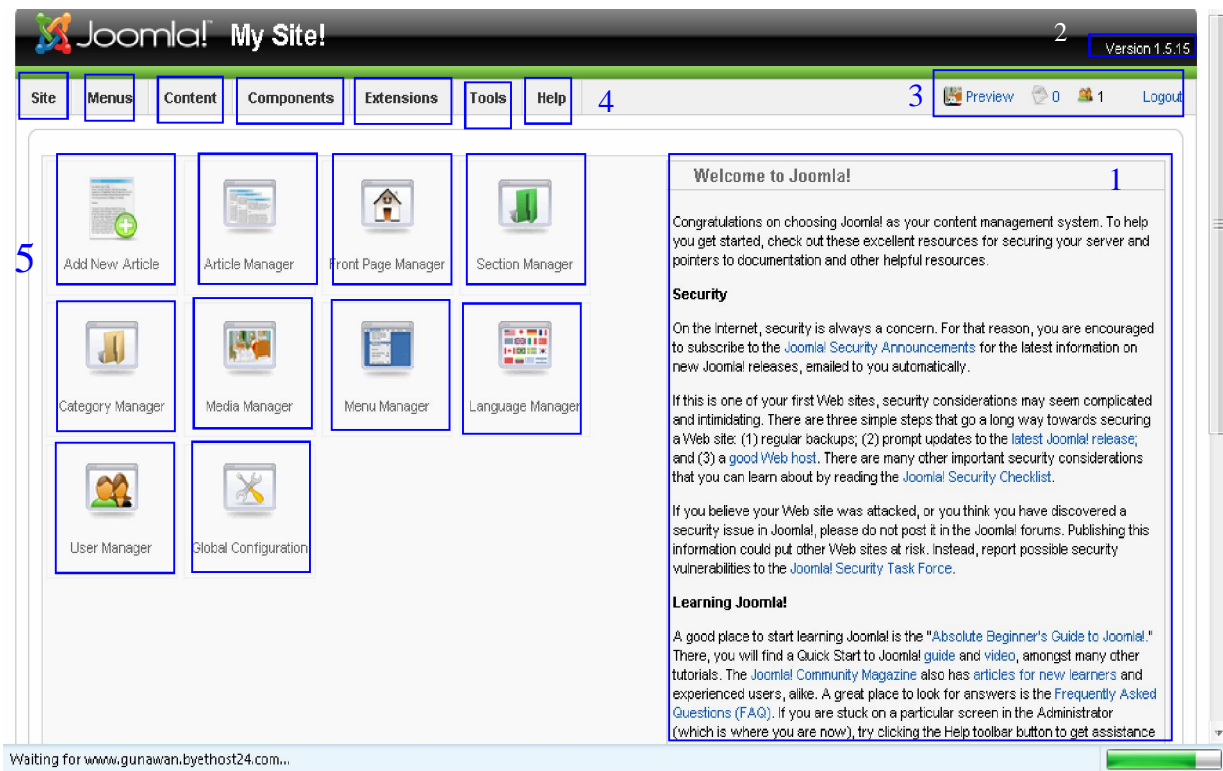 Joomla! My Site!
2
Version 1.5.15
Site Menus Content Components Extensions Tools Help 4
3 Preview 0 1 Logout
5
Add New Article Article Manager Front Page Manager Section Manager
Category Manager Media Manager Menu Manager Language Manager
User Manager Global Configuration
Welcome to Joomla! 1
Congratulations on choosing Joomla! as your content management system. To help
you get started, check out these excellent resources for securing your server and
pointers to documentation and other helpful resources.
Security
On the Internet, security is always a concern. For that reason, you are encouraged
to subscribe to the Joomla! Security Announcements for the latest information on
new Joomla! releases, emailed to you automatically.
If this is one of your first Web sites, security considerations may seem complicated
and intimidating. There are three simple steps that go a long way towards securing
a Web site: (1) regular backups; (2) prompt updates to the latest Joomla! release;
and (3) a good Web host. There are many other important security considerations
that you can learn about by reading the Joomla! Security Checklist.
If you believe your Web site was attacked, or you think you have discovered a
security issue in Joomla!, please do not post it in the Joomla! forums. Publishing this
information could put other Web sites at risk. Instead, report possible security
vulnerabilities to the Joomla! Security Task Force.
Learning Joomla!
A good place to start learning Joomla! is the "Absolute Beginner's Guide to Joomla!."
There, you will find a Quick Start to Joomla! guide and video, amongst many other
tutorials. The Joomla! Community Magazine also has articles for new learners and
experienced users, alike. A great place to look for answers is the Frequently Asked
Questions (FAQ). If you are stuck on a particular screen in the Administrator
(which is where you are now), try clicking the Help toolbar button to get assistance
Waiting for www.gunawan.byethost24.com...